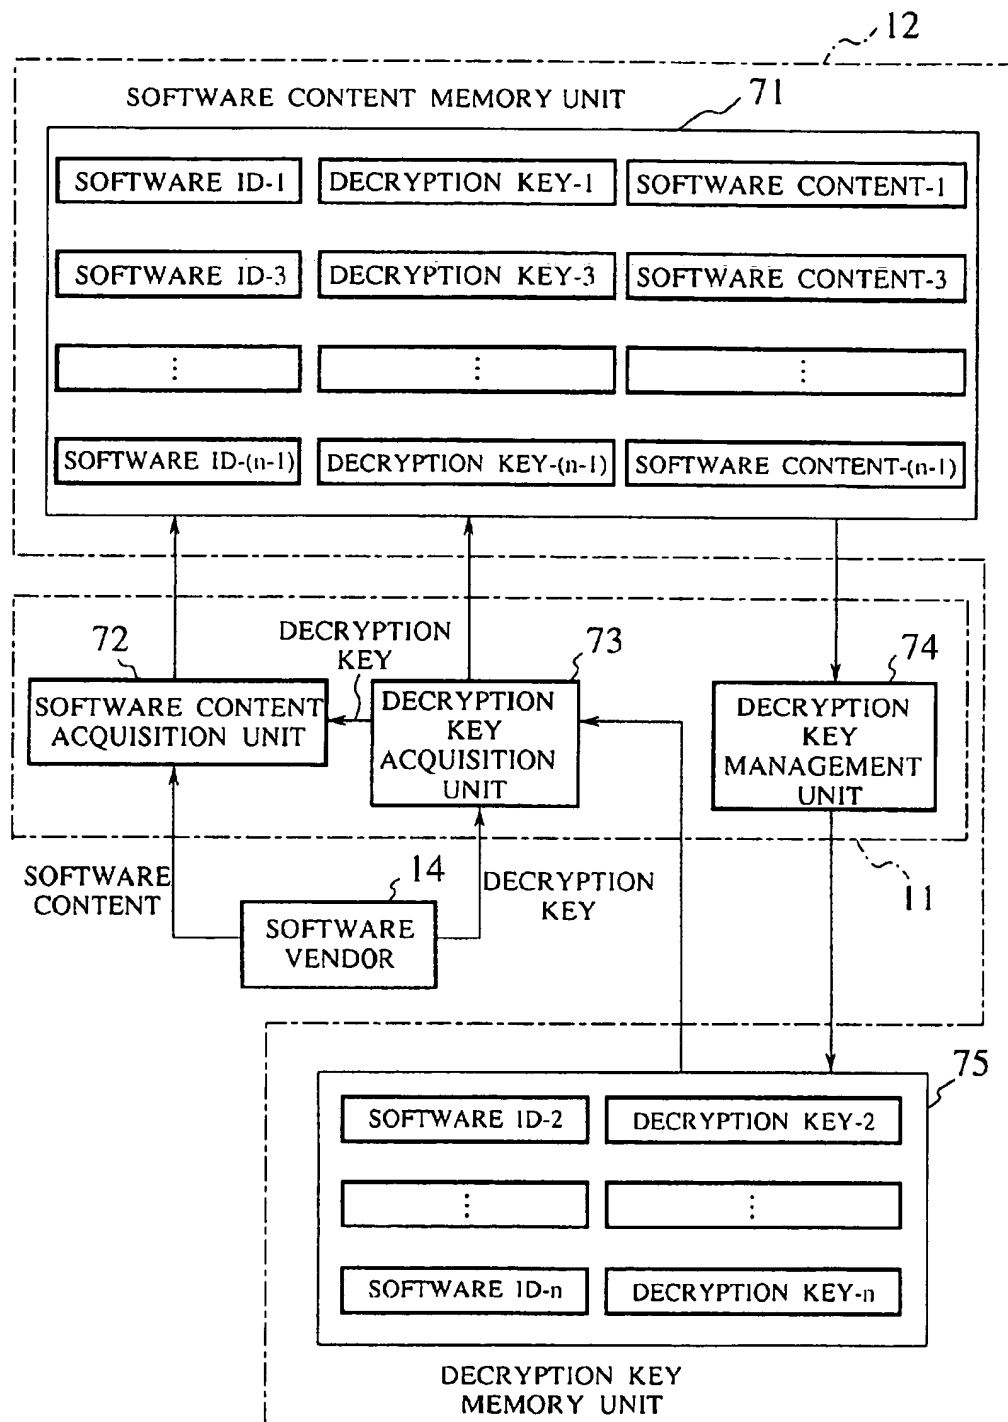 12
SOFTWARE CONTENT MEMORY UNIT
71
SOFTWARE ID-1
DECRYPTION KEY-1
SOFTWARE CONTENT-1
SOFTWARE ID-3
DECRYPTION KEY-3
SOFTWARE CONTENT-3
SOFTWARE ID-(n-1)
DECRYPTION KEY-(n-1)
SOFTWARE CONTENT-(n-1)
72
DECRYPTION
KEY
73
74
SOFTWARE CONTENT
ACQUISITION UNIT
DECRYPTION
KEY
ACQUISITION
UNIT
DECRYPTION
KEY
MANAGEMENT
UNIT
SOFTWARE
CONTENT
14
DECRYPTION
KEY
11
SOFTWARE
VENDOR
75
SOFTWARE ID-2
DECRYPTION KEY-2
SOFTWARE ID-n
DECRYPTION KEY-n
DECRYPTION KEY
MEMORY UNIT